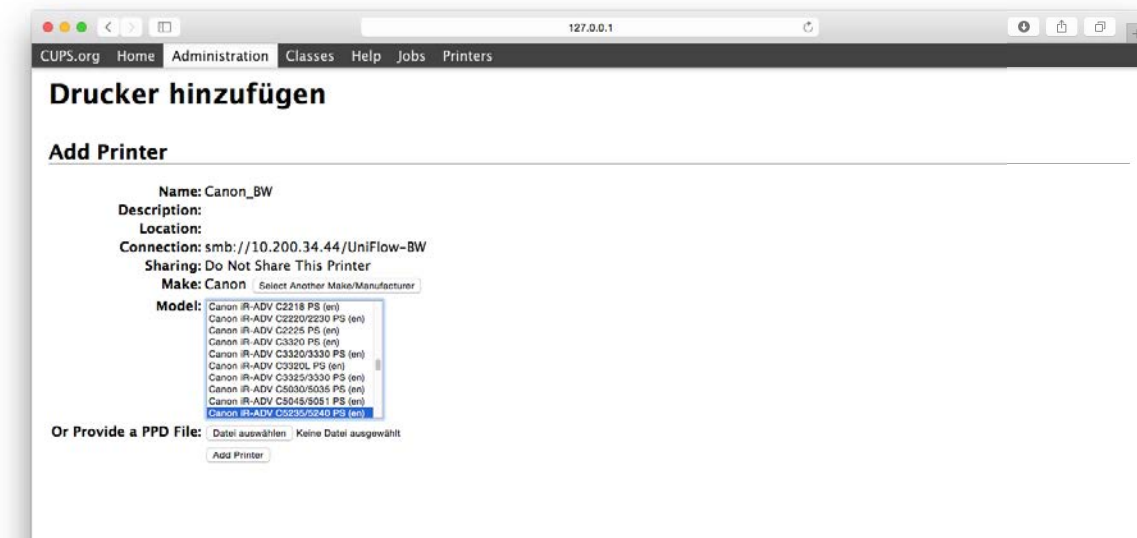 127.0.0.1
CUPS.org Home Administration Classes Help Jobs Printers
Drucker hinzufügen
Add Printer
Name: Canon_BW
Description:
Location:
Connection: smb://10.200.34.44/UniFlow-BW
Sharing: Do Not Share This Printer
Make: Canon Select Another Make/Manufacturer
Model: Canon iR-ADV C2218 PS (en)
Canon iR-ADV C2220/2230 PS (en)
Canon iR-ADV C2225 PS (en)
Canon iR-ADV C3320 PS (en)
Canon iR-ADV C3320/3330 PS (en)
Canon iR-ADV C3320L PS (en)
Canon iR-ADV C3325/3330 PS (en)
Canon iR-ADV C5030/5035 PS (en)
Canon iR-ADV C5045/5051 PS (en)
Canon iR-ADV C5235/5240 PS (en)
Or Provide a PPD File: Datei auswählen Keine Datei ausgewählt
Add Printer